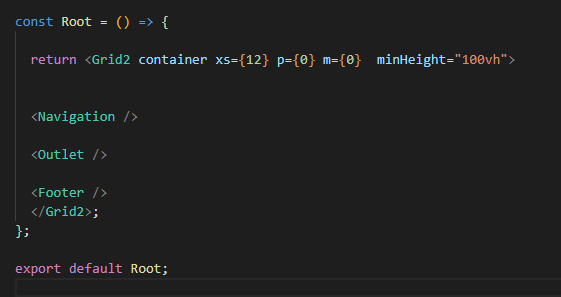 const Root = () => {
return <Grid2 container xs={12} p={0} m={0}  minHeight="100vh">
<Navigation />
<Outlet />
<Footer />
</Grid2>;
};
export default Root;